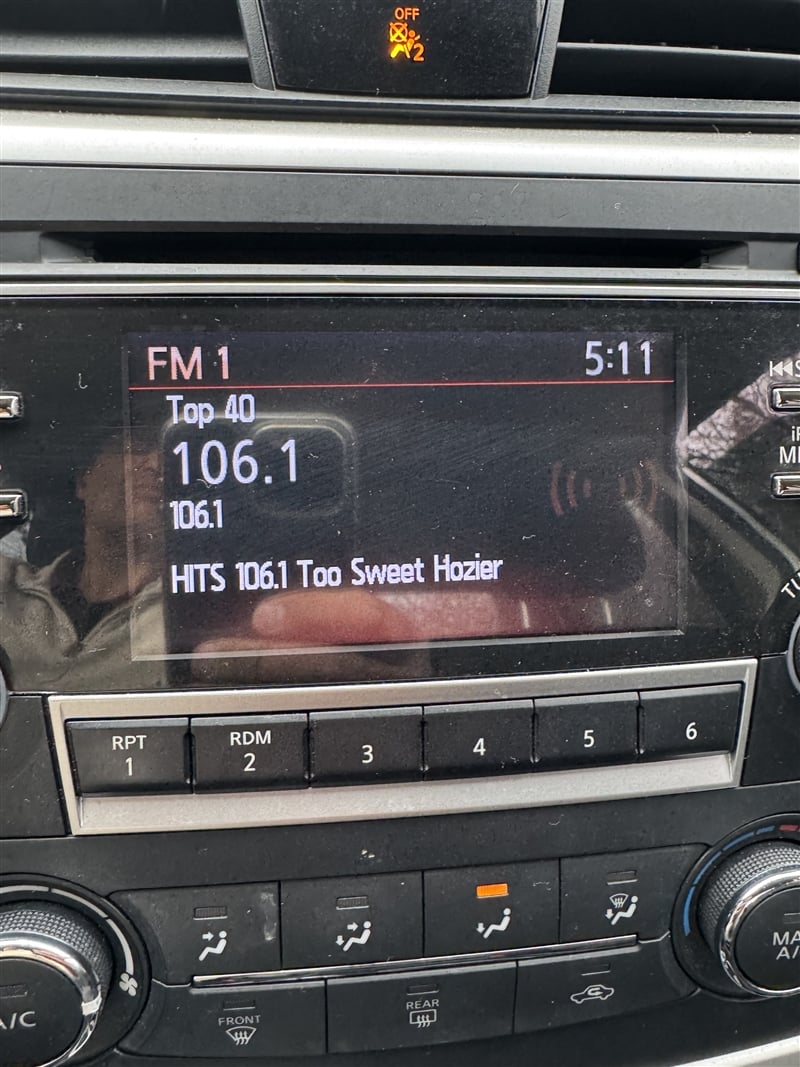 OFF
2
FM 1 5:11
Top 40
106.1
106.1
HITS 106.1 Too Sweet Hozier
RPT
1
RDM
2
3
4
5
6
A/C
FRONT
REAR